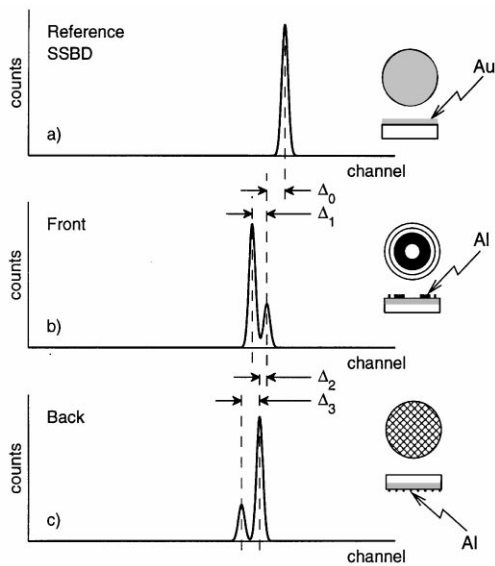 Reference
SSBD
counts
a)
Au
channel
Δ0
Δ1
Front
counts
b)
Al
channel
Δ2
Δ3
Back
counts
c)
Al
channel